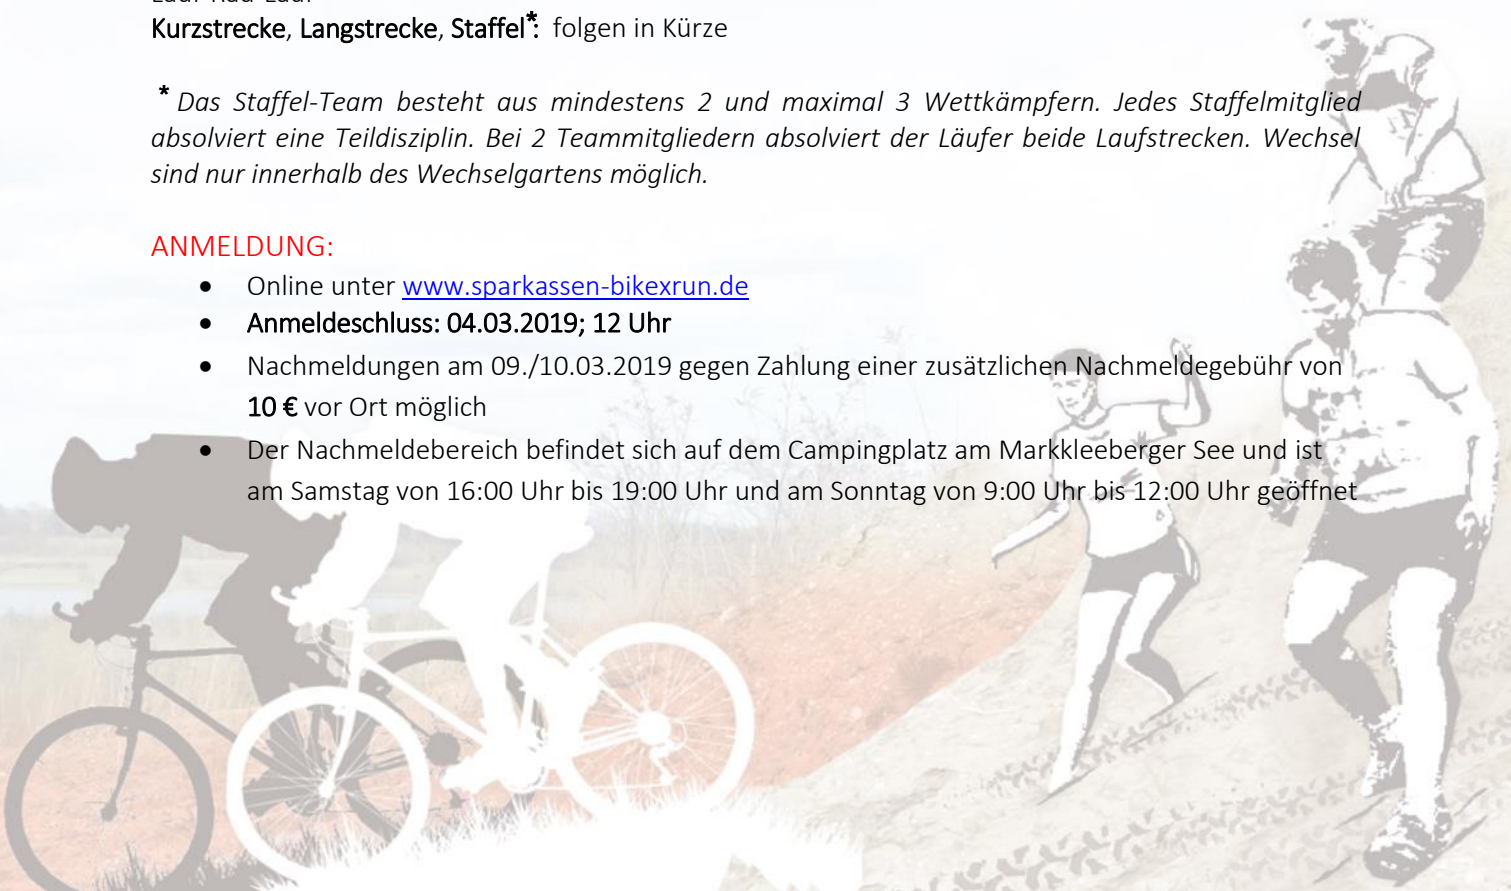 Kurzstrecke, Langstrecke, Staffel*: folgen in Kürze
* Das Staffel-Team besteht aus mindestens 2 und maximal 3 Wettkämpfern. Jedes Staffelmitglied
absolviert eine Teildisziplin. Bei 2 Teammitgliedern absolviert der Läufer beide Laufstrecken. Wechsel
sind nur innerhalb des Wechselgartens möglich.
ANMELDUNG:
• Online unter www.sparkassen-bikexrun.de
• Anmeldeschluss: 04.03.2019; 12 Uhr
• Nachmeldungen am 09./10.03.2019 gegen Zahlung einer zusätzlichen Nachmeldegebühr von
10 € vor Ort möglich
• Der Nachmeldebereich befindet sich auf dem Campingplatz am Markkleeberger See und ist
am Samstag von 16:00 Uhr bis 19:00 Uhr und am Sonntag von 9:00 Uhr bis 12:00 Uhr geöffnet